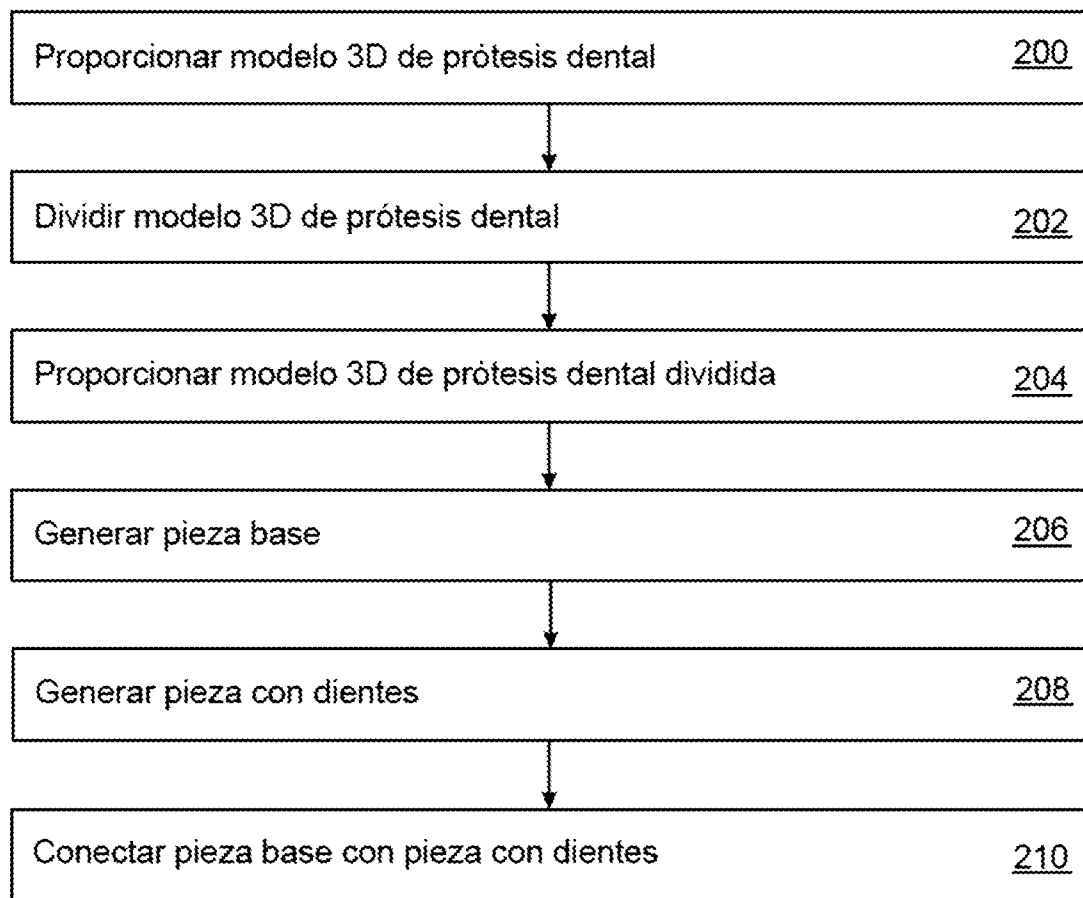 Proporcionar modelo 3D de prótesis dental 200
Dividir modelo 3D de prótesis dental 202
Proporcionar modelo 3D de prótesis dental dividida 204
Generar pieza base 206
Generar pieza con dientes 208
Conectar pieza base con pieza con dientes 210